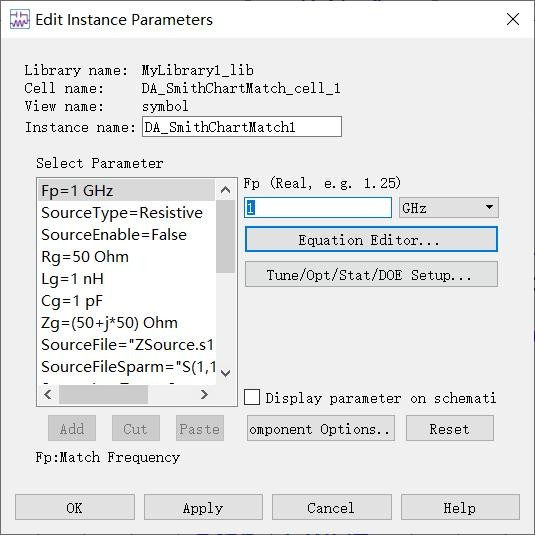 Edit Instance Parameters
Library name: MyLibrary1_lib
Cell name: DA_SmithChartMatch_cell_1
View name: symbol
Instance name: DA_SmithChartMatch1
Select Parameter
Fp=1 GHz
SourceType=Resistive
SourceEnable=False
Rg=50 Ohm
Lg=1 nH
Cg=1 pF
Zg=(50+j*50) Ohm
SourceFile="ZSource.s1
SourceFileSparm="S(1,1
Fp (Real, e.g. 1.25)
1 GHz
Equation Editor...
Tune/Opt/Stat/DOE Setup...
Display parameter on schemati
Add Cut Paste omponent Options.. Reset
Fp:Match Frequency
OK Apply Cancel Help